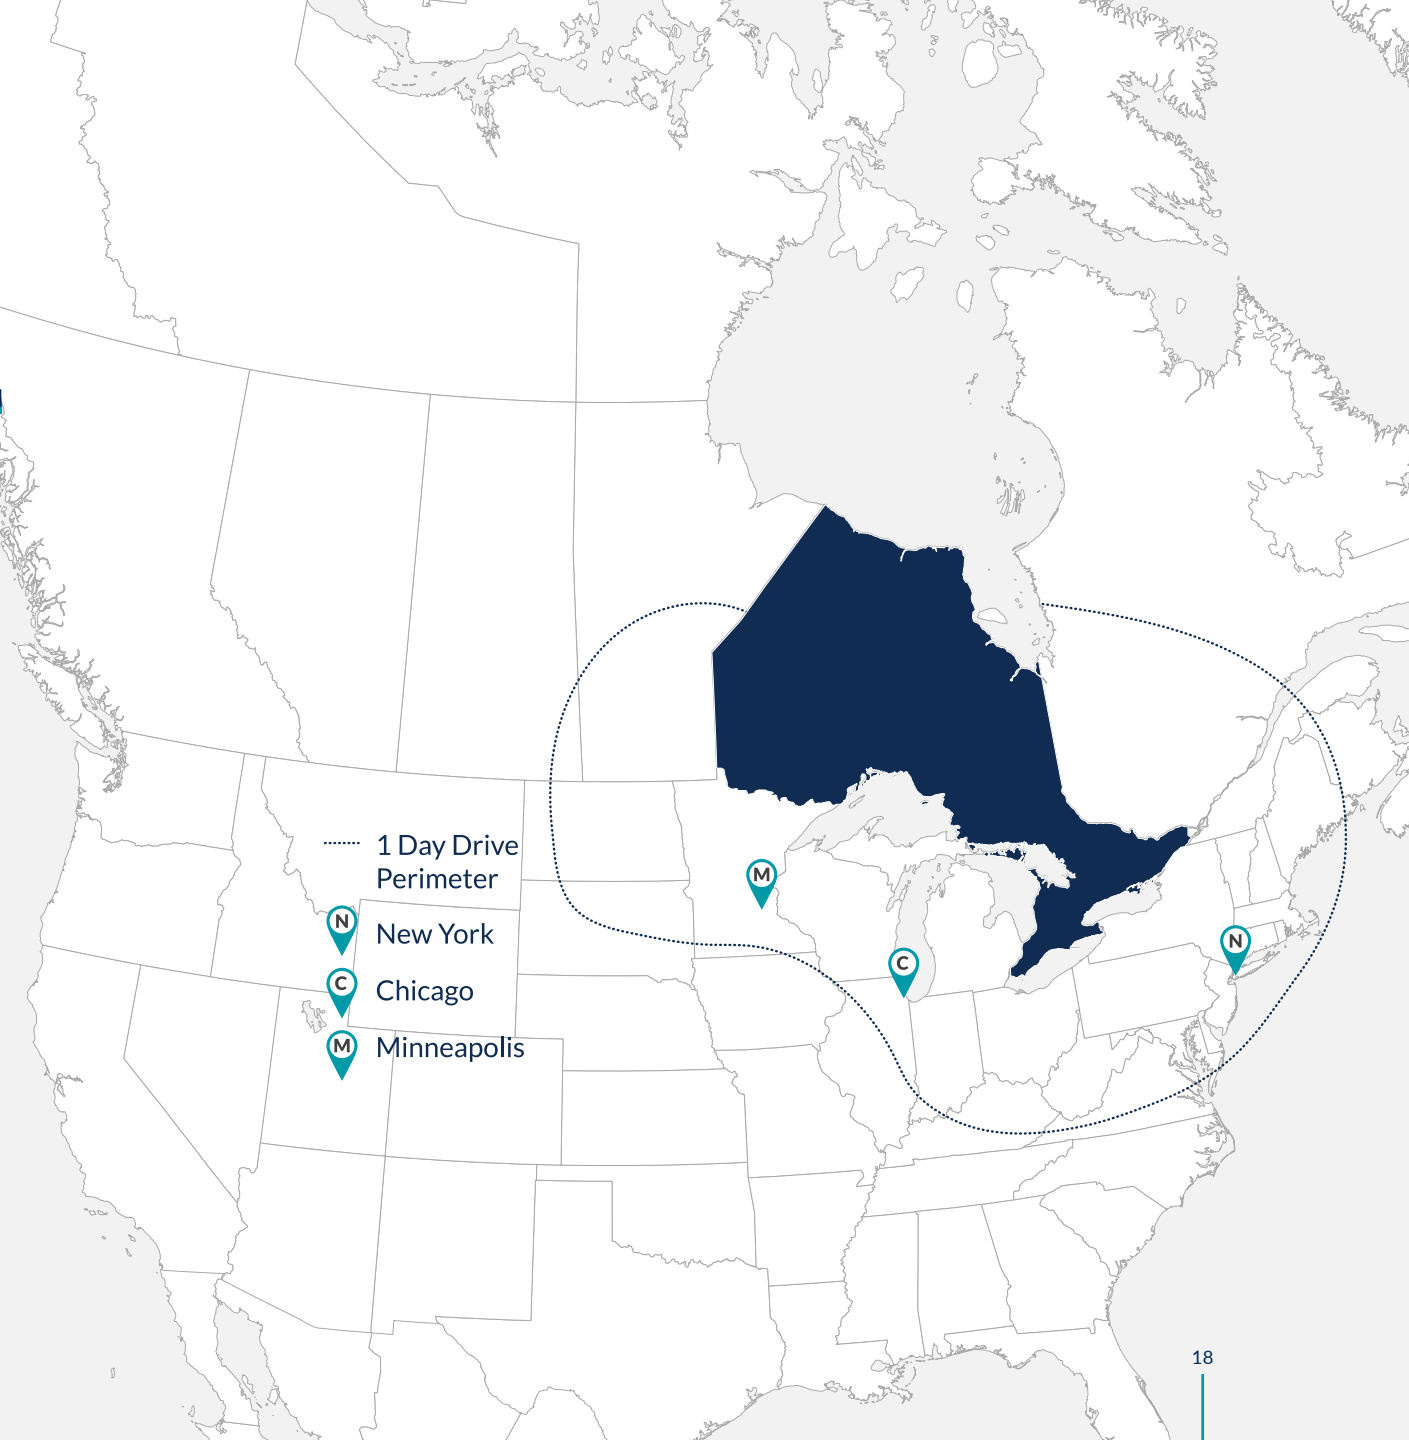 1 Day Drive
Perimeter
N New York
C Chicago
M Minneapolis
M
C
N
18